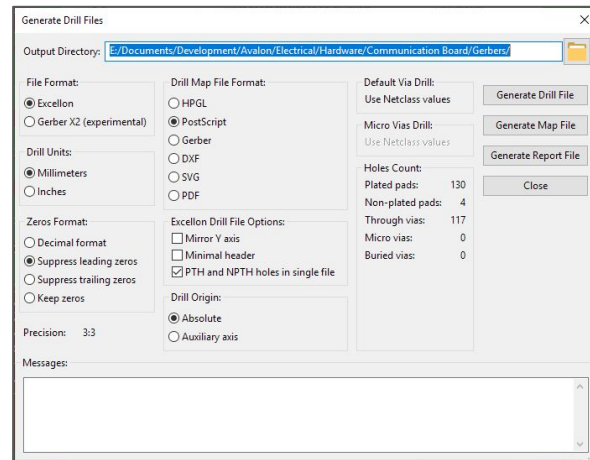 Generate Drill Files
Output Directory: E:/Documents/Development/Avalon/Electrical/Hardware/Communication Board/Gerbers/
File Format:
Excellon
Gerber X2 (experimental)
Drill Units:
Millimeters
Inches
Zeros Format:
Decimal format
Suppress leading zeros
Suppress trailing zeros
Keep zeros
Precision: 3:3
Drill Map File Format:
HPGL
PostScript
Gerber
DXF
SVG
PDF
Excellon Drill File Options:
Mirror Y axis
Minimal header
PTH and NPTH holes in single file
Drill Origin:
Absolute
Auxiliary axis
Default Via Drill:
Use Netclass values
Micro Vias Drill:
Use Netclass values
Holes Count:
Plated pads: 130
Non-plated pads: 4
Through vias: 117
Micro vias: 0
Buried vias: 0
Generate Drill File
Generate Map File
Generate Report File
Close
Messages: